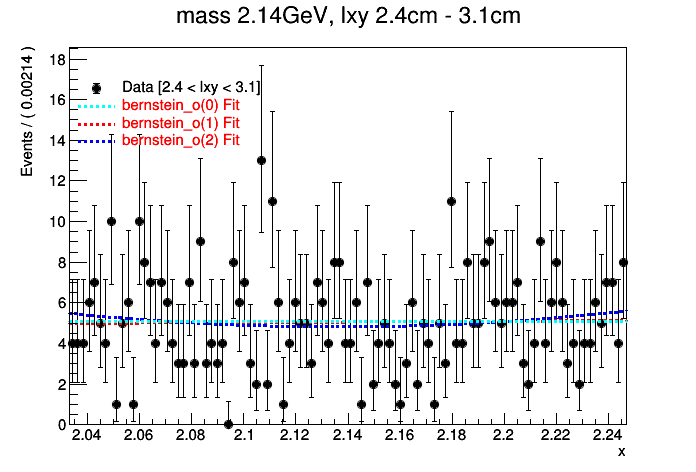 mass 2.14GeV, lxy 2.4cm - 3.1cm
Events / ( 0.00214 )
18
16
14
12
10
8
6
4
2
0
Data [2.4 < lxy < 3.1]
bernstein_o(0) Fit
bernstein_o(1) Fit
bernstein_o(2) Fit
2.04 2.06 2.08 2.1 2.12 2.14 2.16 2.18 2.2 2.22 2.24
x